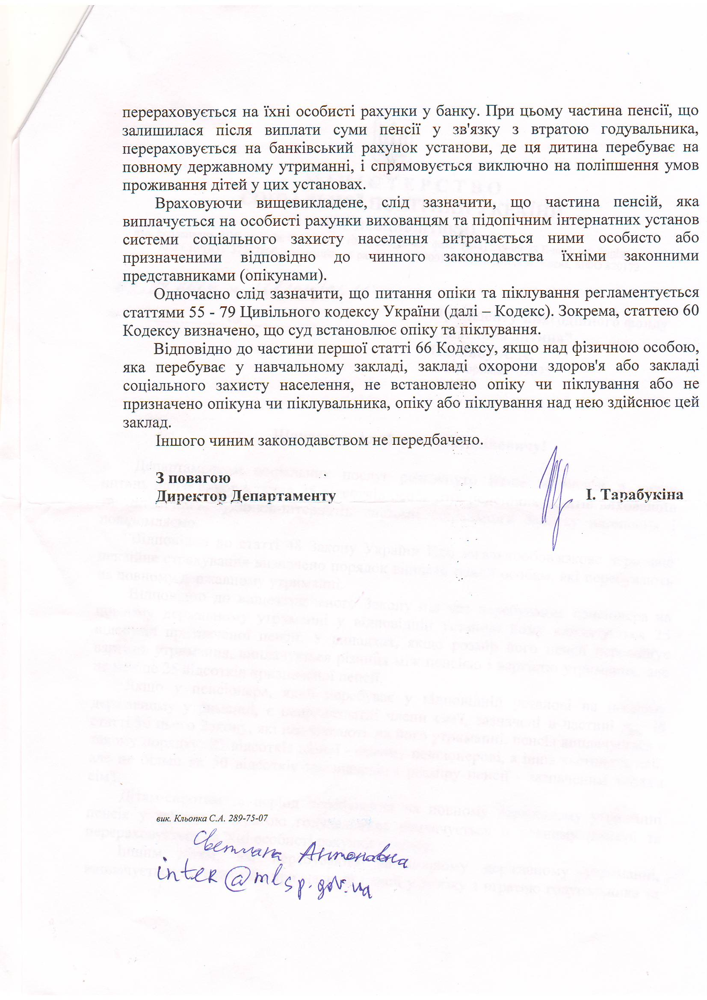 перераховується на їхні особисті рахунки у банку. При цьому частина пенсії, що
залишилася після виплати суми пенсії у зв'язку з втратою годувальника,
перераховується на банківський рахунок установи, де ця дитина перебуває на
повному державному утриманні, і спрямовується виключно на поліпшення умов
проживання дітей у цих установах.
Враховуючи вищевикладене, слід зазначити, що частина пенсій, яка
виплачується на особисті рахунки вихованцям та підопічним інтернатних установ
системи соціального захисту населення витрачається ними особисто або
призначеними відповідно до чинного законодавства їхніми законними
представниками (опікунами).
Одночасно слід зазначити, що питання опіки та піклування регламентується
статтями 55 - 79 Цивільного кодексу України (далі – Кодекс). Зокрема, статтею 60
Кодексу визначено, що суд встановлює опіку та піклування.
Відповідно до частини першої статті 66 Кодексу, якщо над фізичною особою,
яка перебуває у навчальному закладі, закладі охорони здоров'я або закладі
соціального захисту населення, не встановлено опіку чи піклування або не
призначено опікуна чи піклувальника, опіку або піклування над нею здійснює цей
заклад.
Іншого чиним законодавством не передбачено.
З повагою
Директор Департаменту І. Тарабукіна
вик. Кльопка С.А. 289-75-07
Светлана Антоновна
inter@mlsp.gov.ua